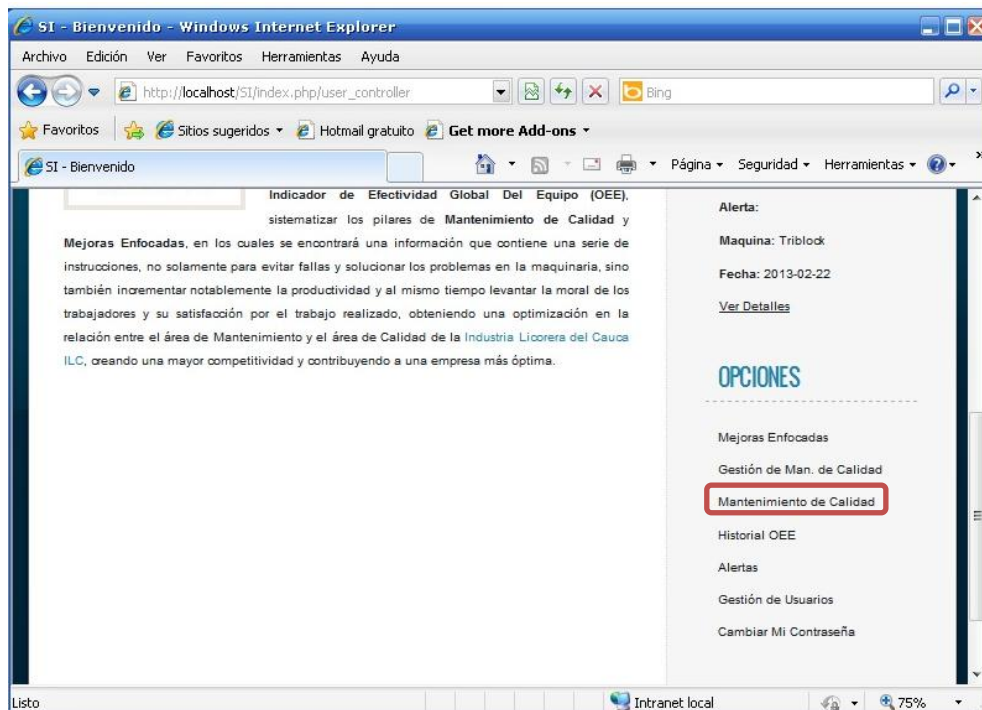 SI - Bienvenido - Windows Internet Explorer
Archivo Edición Ver Favoritos Herramientas Ayuda
http://localhost/SI/index.php/user_controller
Bing
Favoritos Sitios sugeridos Hotmail gratuito Get more Add-ons
SI - Bienvenido
Página Seguridad Herramientas
Indicador de Efectividad Global Del Equipo (OEE),
sistematizar los pilares de Mantenimiento de Calidad y
Mejoras Enfocadas, en los cuales se encontrará una información que contiene una serie de
instrucciones, no solamente para evitar fallas y solucionar los problemas en la maquinaria, sino
también incrementar notablemente la productividad y al mismo tiempo levantar la moral de los
trabajadores y su satisfacción por el trabajo realizado, obteniendo una optimización en la
relación entre el área de Mantenimiento y el área de Calidad de la Industria Licorera del Cauca
ILC, creando una mayor competitividad y contribuyendo a una empresa más óptima.
Alerta:
Maquina: Triblock
Fecha: 2013-02-22
Ver Detalles
OPCIONES
Mejoras Enfocadas
Gestión de Man. de Calidad
Mantenimiento de Calidad
Historial OEE
Alertas
Gestión de Usuarios
Cambiar Mi Contraseña
Listo
Intranet local
75%